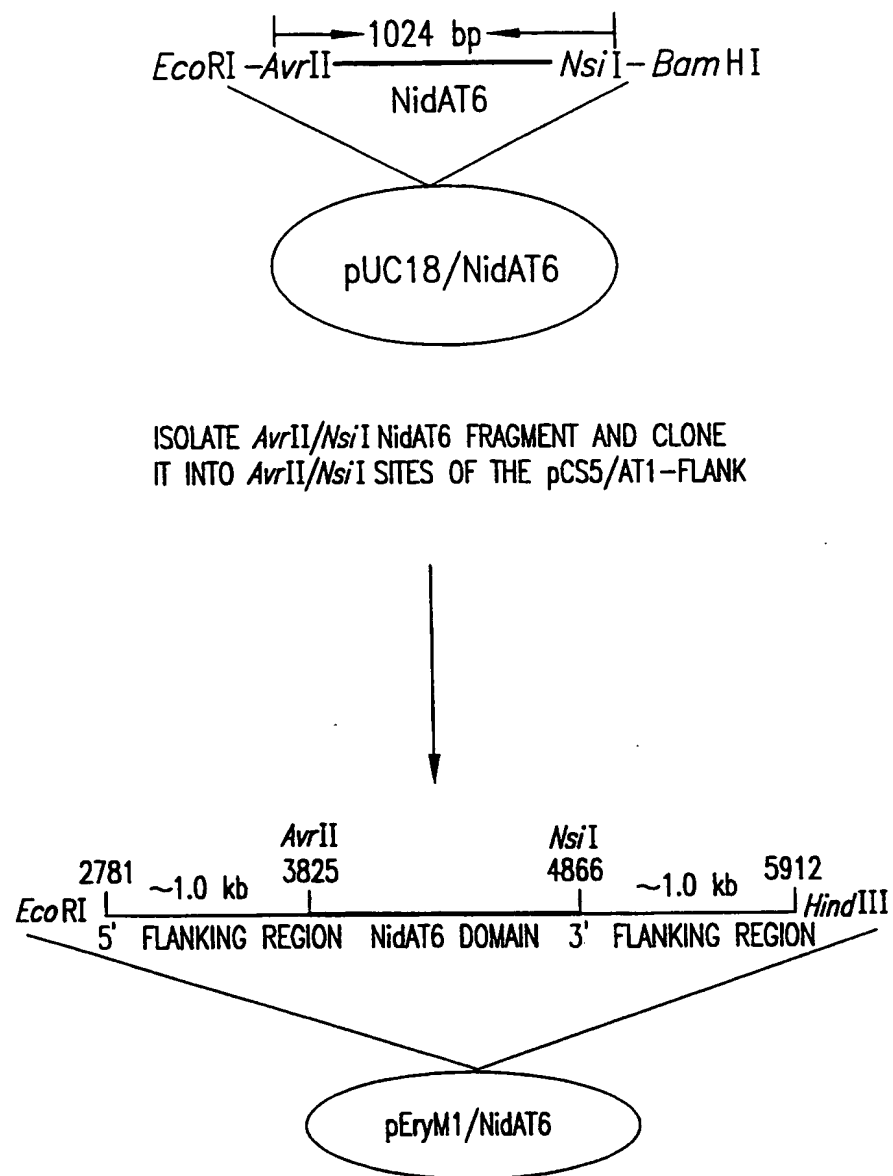 1024 bp
EcoRI - AvrII NsiI - BamHI
NidAT6
pUC18/NidAT6
ISOLATE AvrII/NsiI NidAT6 FRAGMENT AND CLONE
IT INTO AvrII/NsiI SITES OF THE pCS5/AT1-FLANK
AvrII NsiI
2781 ~1.0 kb 3825 4866 ~1.0 kb 5912
EcoRI HindIII
5' FLANKING REGION NidAT6 DOMAIN 3' FLANKING REGION
pEryM1/NidAT6